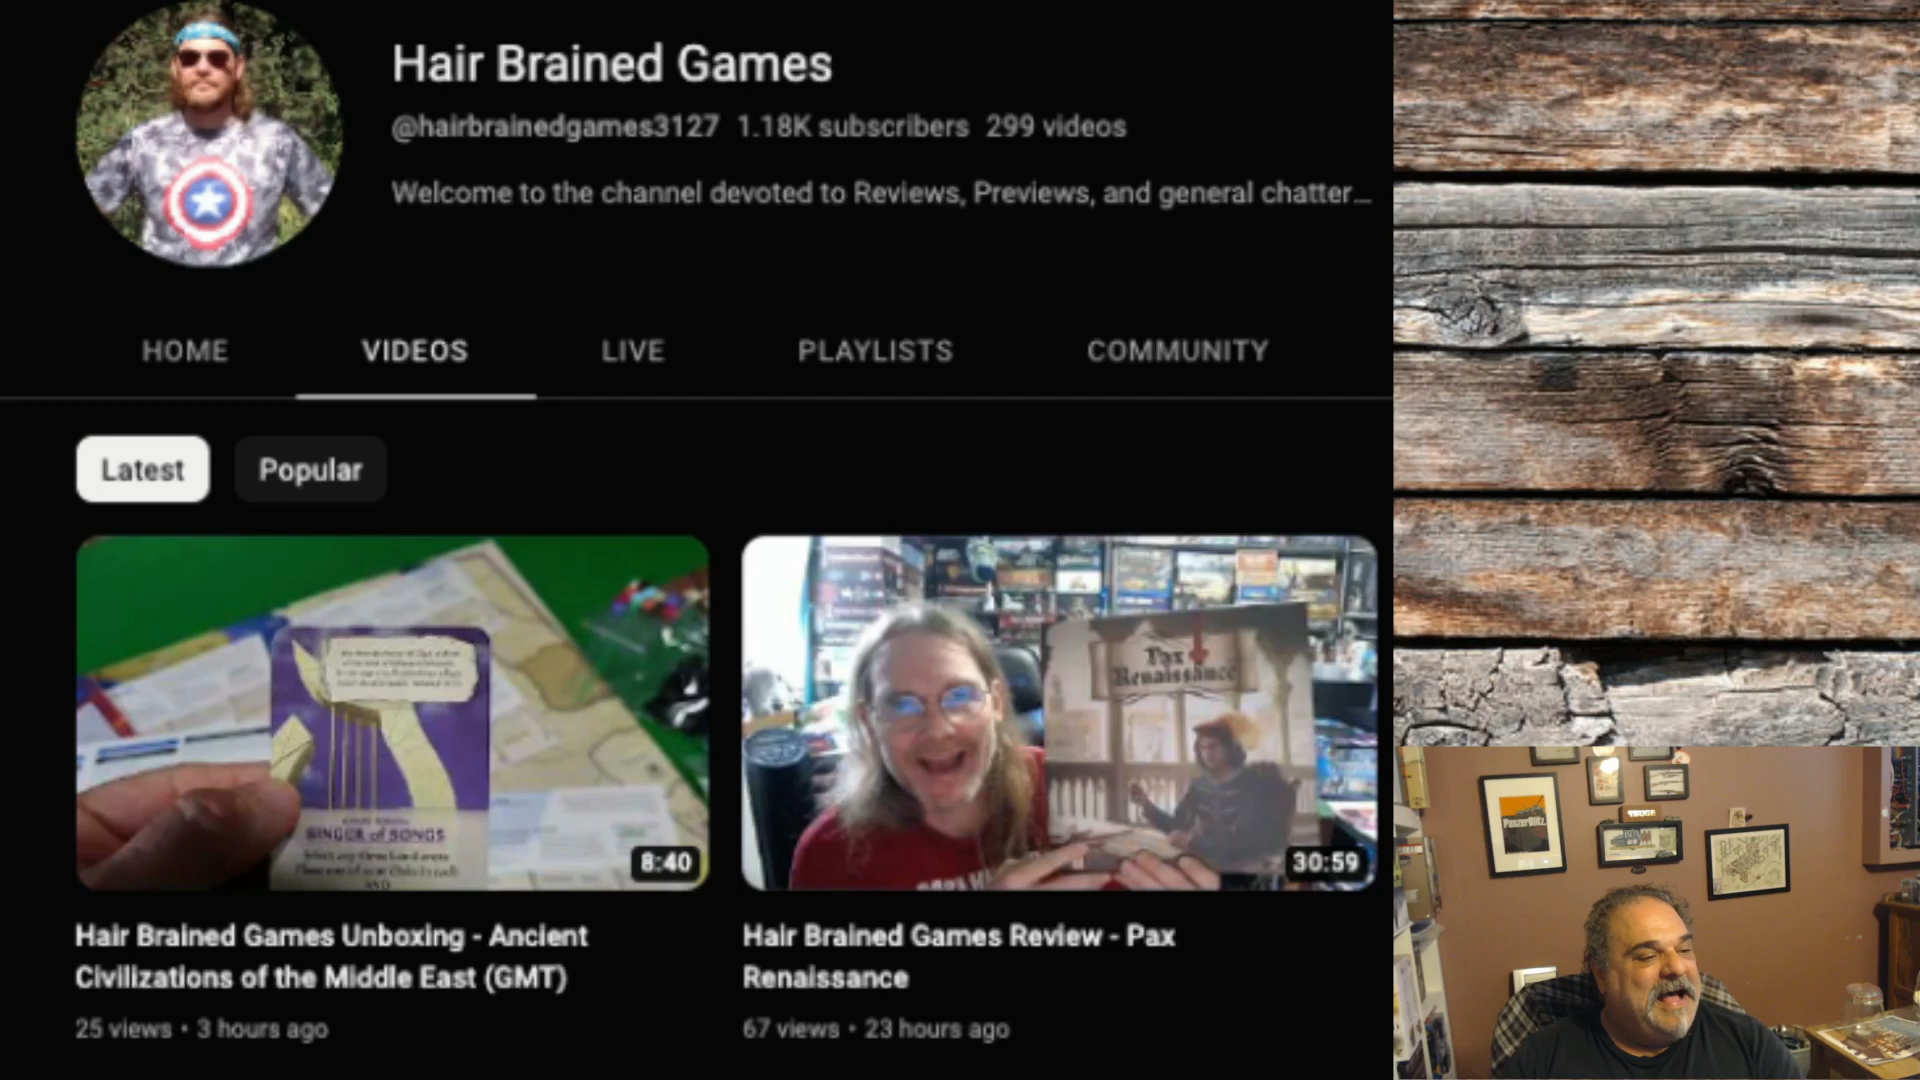 Hair Brained Games
@hairbrainedgames3127 1.18K subscribers 299 videos
Welcome to the channel devoted to Reviews, Previews, and general chatter...
HOME VIDEOS LIVE PLAYLISTS COMMUNITY
Latest Popular
SINGER of SONGS
8:40
Pax
Renaissance
30:59
Hair Brained Games Unboxing - Ancient
Civilizations of the Middle East (GMT)
25 views • 3 hours ago
Hair Brained Games Review - Pax
Renaissance
67 views • 23 hours ago
PanzerBlitz